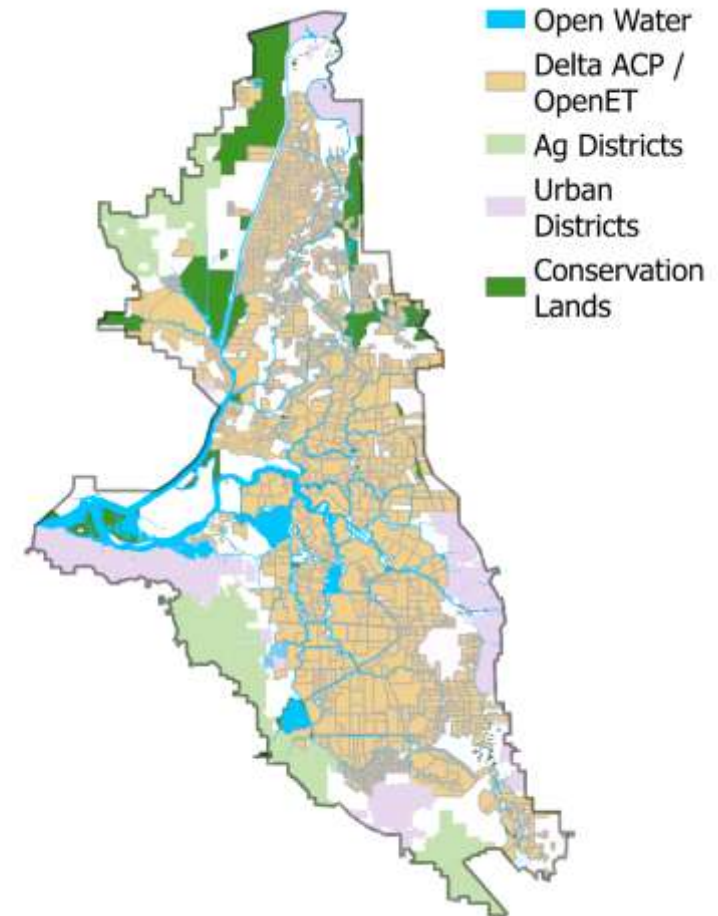 Open Water
Delta ACP /
OpenET
Ag Districts
Urban
Districts
Conservation
Lands